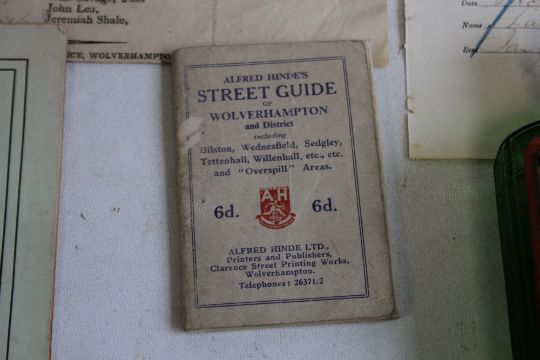 John Lea,
Jeremiah Shale,
WOLVERHAMPTON
Date
Name
Rent
ALFRED HINDE'S
STREET GUIDE
OF
WOLVERHAMPTON
and District
including
Bilston, Wednesfield, Sedgley,
Tettenhall, Willenhall, etc., etc.
and "Overspill" Areas.
6d. AH 6d.
ALFRED HINDE LTD.,
Printers and Publishers,
Clarence Street Printing Works,
Wolverhampton.
Telephones: 26371/2